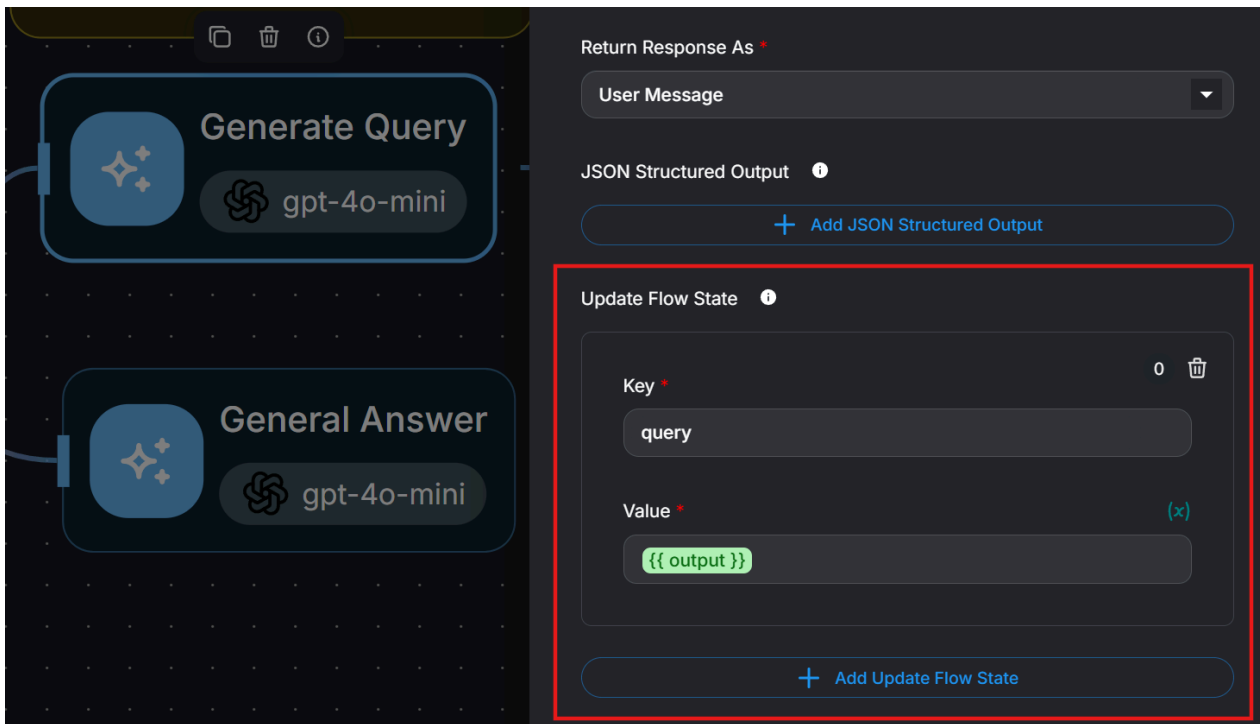 Generate Query
gpt-4o-mini
General Answer
gpt-4o-mini
Return Response As *
User Message
JSON Structured Output
Add JSON Structured Output
Update Flow State
0
Key *
query
Value *
(x)
{{ output }}
Add Update Flow State